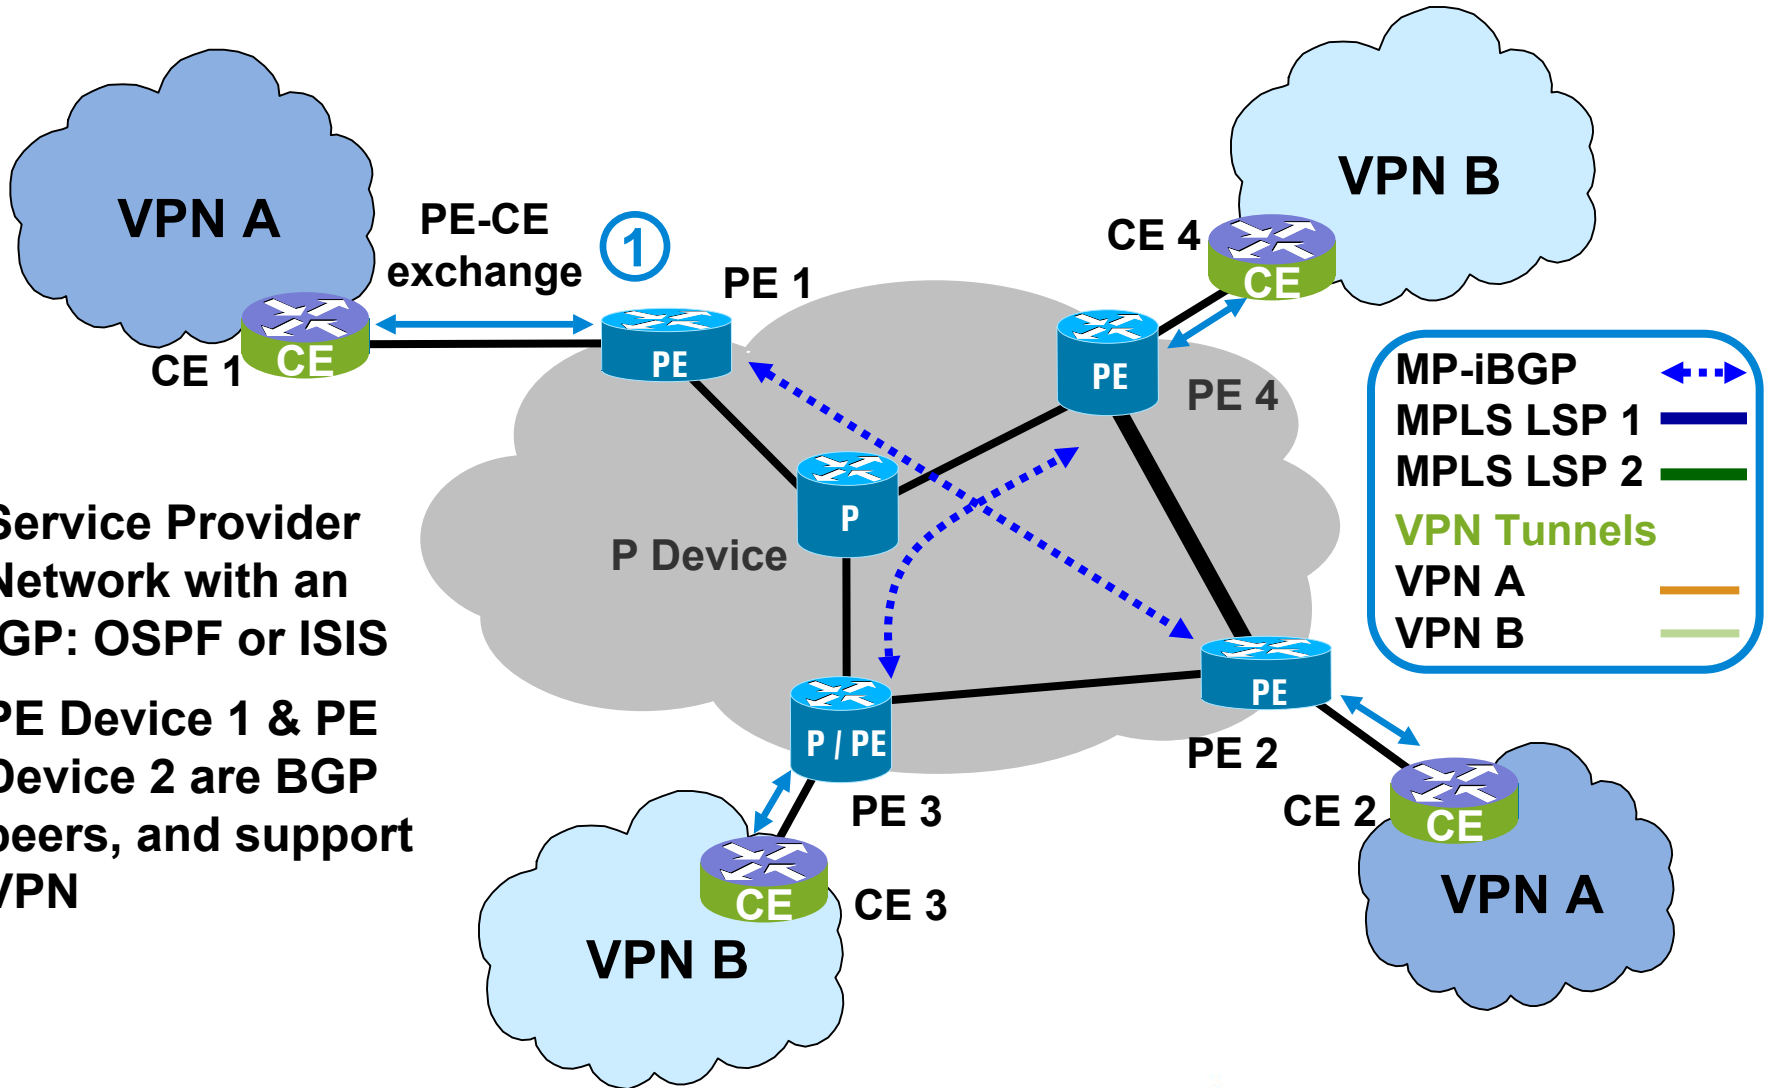 VPN A
PE-CE
exchange
1
PE 1
CE 1
CE
PE
VPN B
CE 4
CE
PE
PE 4
MP-iBGP
MPLS LSP 1
MPLS LSP 2
VPN Tunnels
VPN A
VPN B
P
P Device
Service Provider
Network with an
IGP: OSPF or ISIS
PE Device 1 & PE
Device 2 are BGP
peers, and support
VPN
P / PE
PE 3
PE
PE 2
CE
CE 3
VPN B
CE 2
CE
VPN A